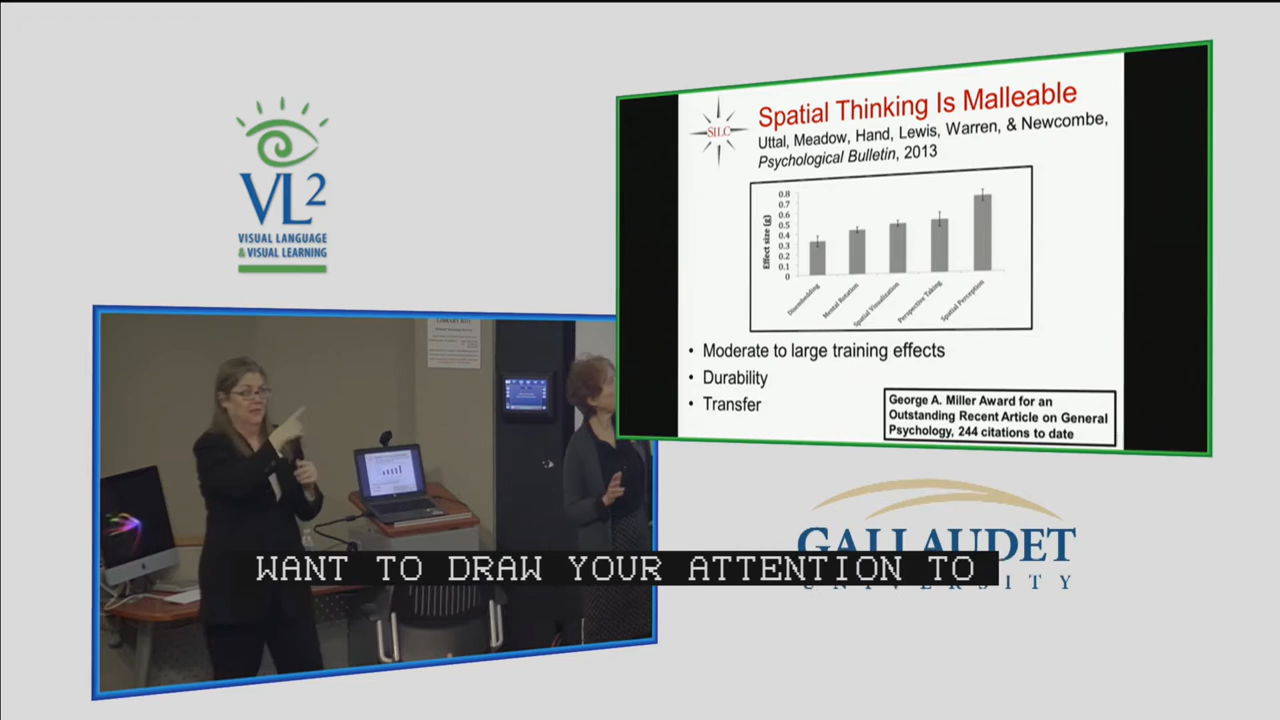 VL2
VISUAL LANGUAGE
& VISUAL LEARNING
SILC
Spatial Thinking Is Malleable
Uttal, Meadow, Hand, Lewis, Warren, & Newcombe,
Psychological Bulletin, 2013
0.8
0.7
0.6
0.5
0.4
0.3
0.2
0.1
0
Effect size (g)
Disembedding
Mental Rotation
Spatial Visualization
Perspective Taking
Spatial Perception
• Moderate to large training effects
• Durability
• Transfer
George A. Miller Award for an
Outstanding Recent Article on General
Psychology, 244 citations to date
GALLAUDET
UNIVERSITY
WANT TO DRAW YOUR ATTENTION TO